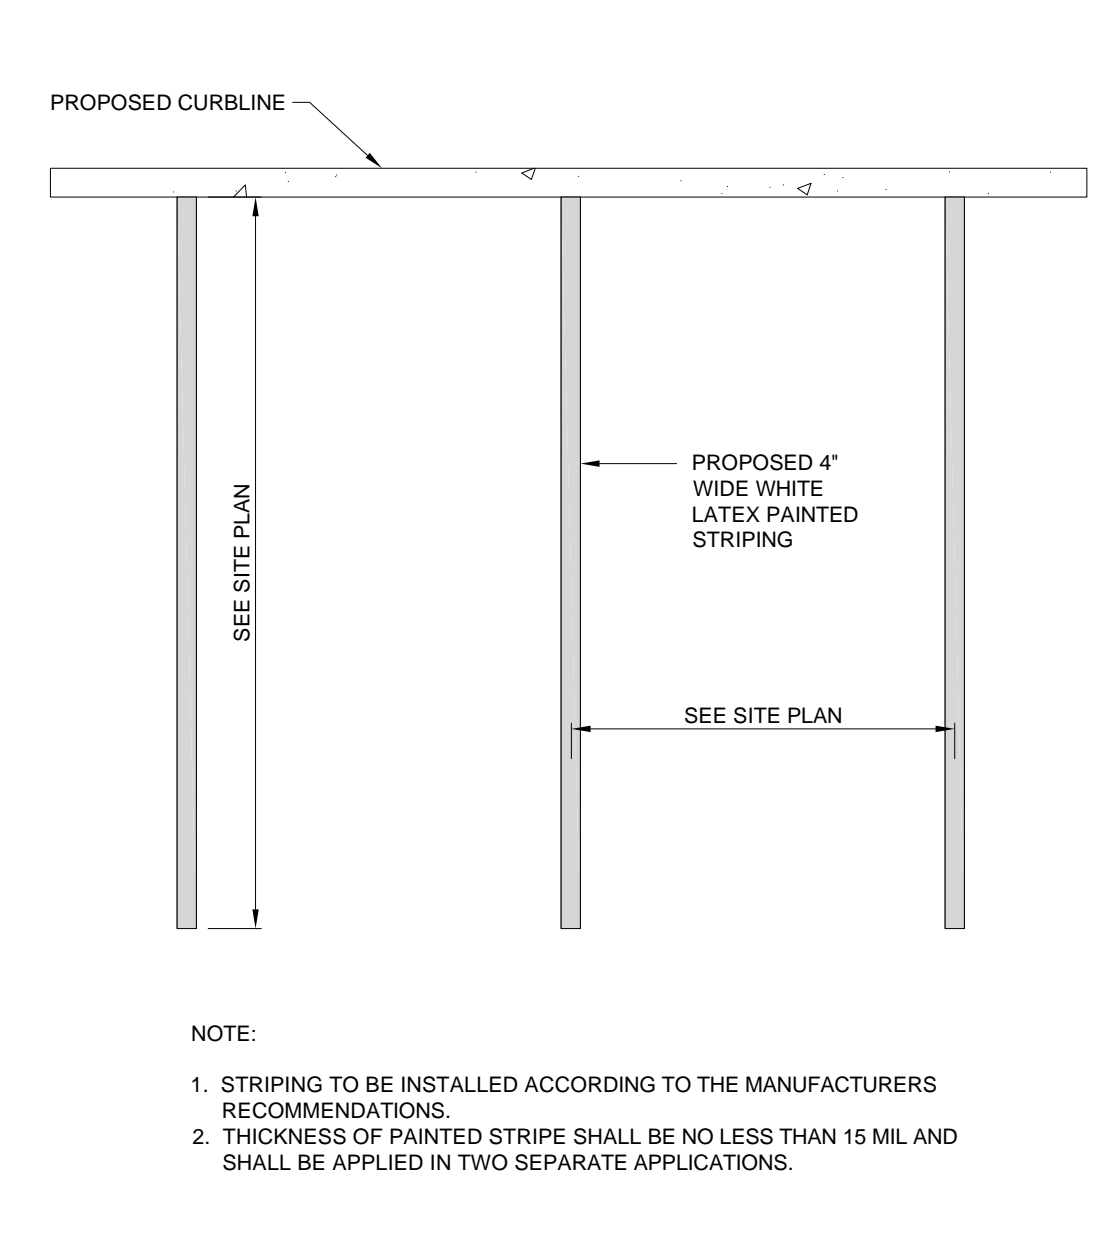 PROPOSED CURBLINE
PROPOSED 4"
WIDE WHITE
LATEX PAINTED
STRIPING
SEE SITE PLAN
SEE SITE PLAN
NOTE:
1. STRIPING TO BE INSTALLED ACCORDING TO THE MANUFACTURERS
RECOMMENDATIONS.
2. THICKNESS OF PAINTED STRIPE SHALL BE NO LESS THAN 15 MIL AND
SHALL BE APPLIED IN TWO SEPARATE APPLICATIONS.